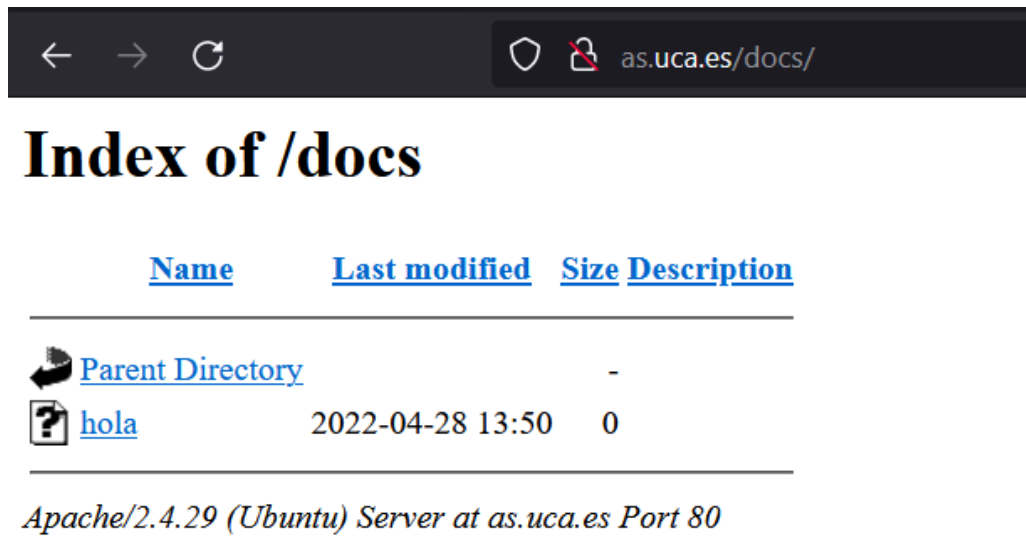 as.uca.es/docs/
Index of /docs
Name Last modified Size Description
Parent Directory -
hola 2022-04-28 13:50 0
Apache/2.4.29 (Ubuntu) Server at as.uca.es Port 80